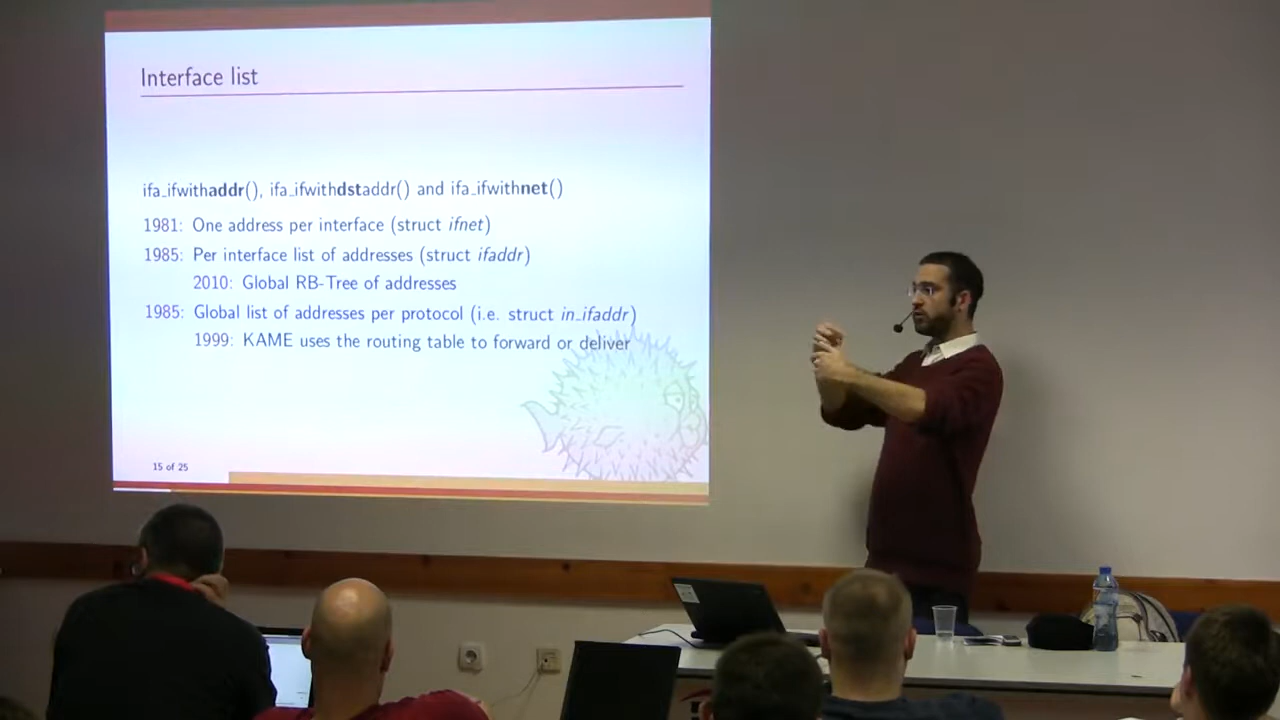 Interface list
ifa_ifwithaddr(), ifa_ifwithdstaddr() and ifa_ifwithnet()
1981: One address per interface (struct ifnet)
1985: Per interface list of addresses (struct ifaddr)
2010: Global RB-Tree of addresses
1985: Global list of addresses per protocol (i.e. struct in_ifaddr)
1999: KAME uses the routing table to forward or deliver
15 of 25